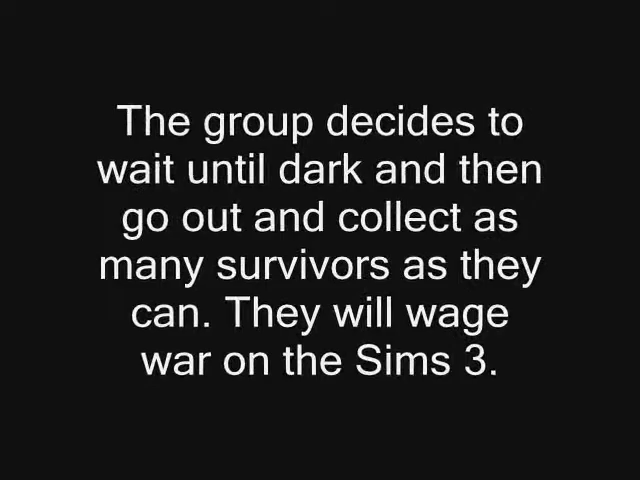 The group decides to
wait until dark and then
go out and collect as
many survivors as they
can. They will wage
war on the Sims 3.